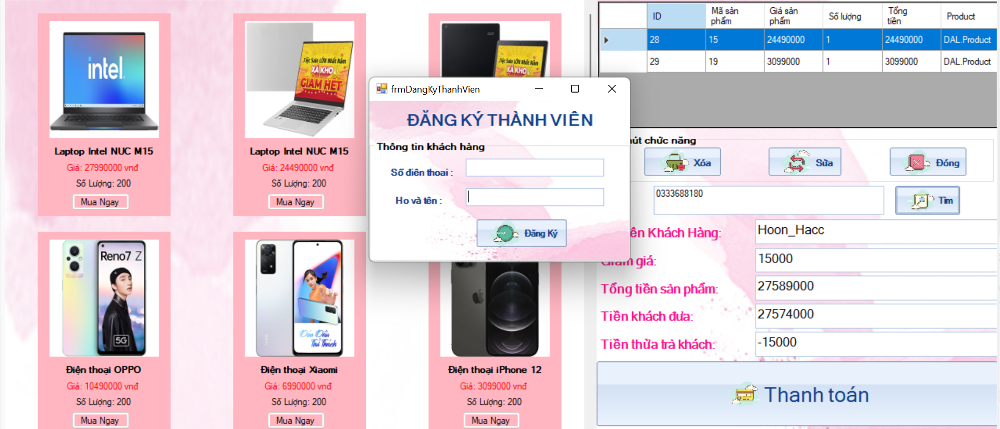 intel.
Laptop Intel NUC M15
Giá: 27990000 vnđ
Số Lượng: 200
Mua Ngay
Tiệc Sale LỚN Nhất Năm
XẢ KHO
GIẢM HẾT
Laptop Intel NUC M15
Giá: 24490000 vnđ
Số Lượng: 200
Mua Ngay
acer
Tiệc Sale LỚN Nhất Năm
XẢ KHO
Reno7 Z
5G
Điện thoại OPPO
Giá: 10490000 vnđ
Số Lượng: 200
Mua Ngay
Đón Đầu
Thử Thách
Điện thoại Xiaomi
Giá: 6990000 vnđ
Số Lượng: 200
Mua Ngay
Điện thoại iPhone 12
Giá: 3099000 vnđ
Số Lượng: 200
Mua Ngay
frmDangKyThanhVien
ĐĂNG KÝ THÀNH VIÊN
Thông tin khách hàng
Số điên thoai :
Ho và tên :
Đăng Ký
ID Mã sản phẩm Giá sản phẩm Số lượng Tổng tiền Product
28 15 24490000 1 24490000 DAL.Product
29 19 3099000 1 3099000 DAL.Product
út chức năng
Xóa Sửa Đóng
0333688180 Tìm
ên Khách Hàng: Hoon_Hacc
Giảm giá: 15000
Tổng tiền sản phẩm: 27589000
Tiền khách đưa: 27574000
Tiền thừa trả khách: -15000
Thanh toán